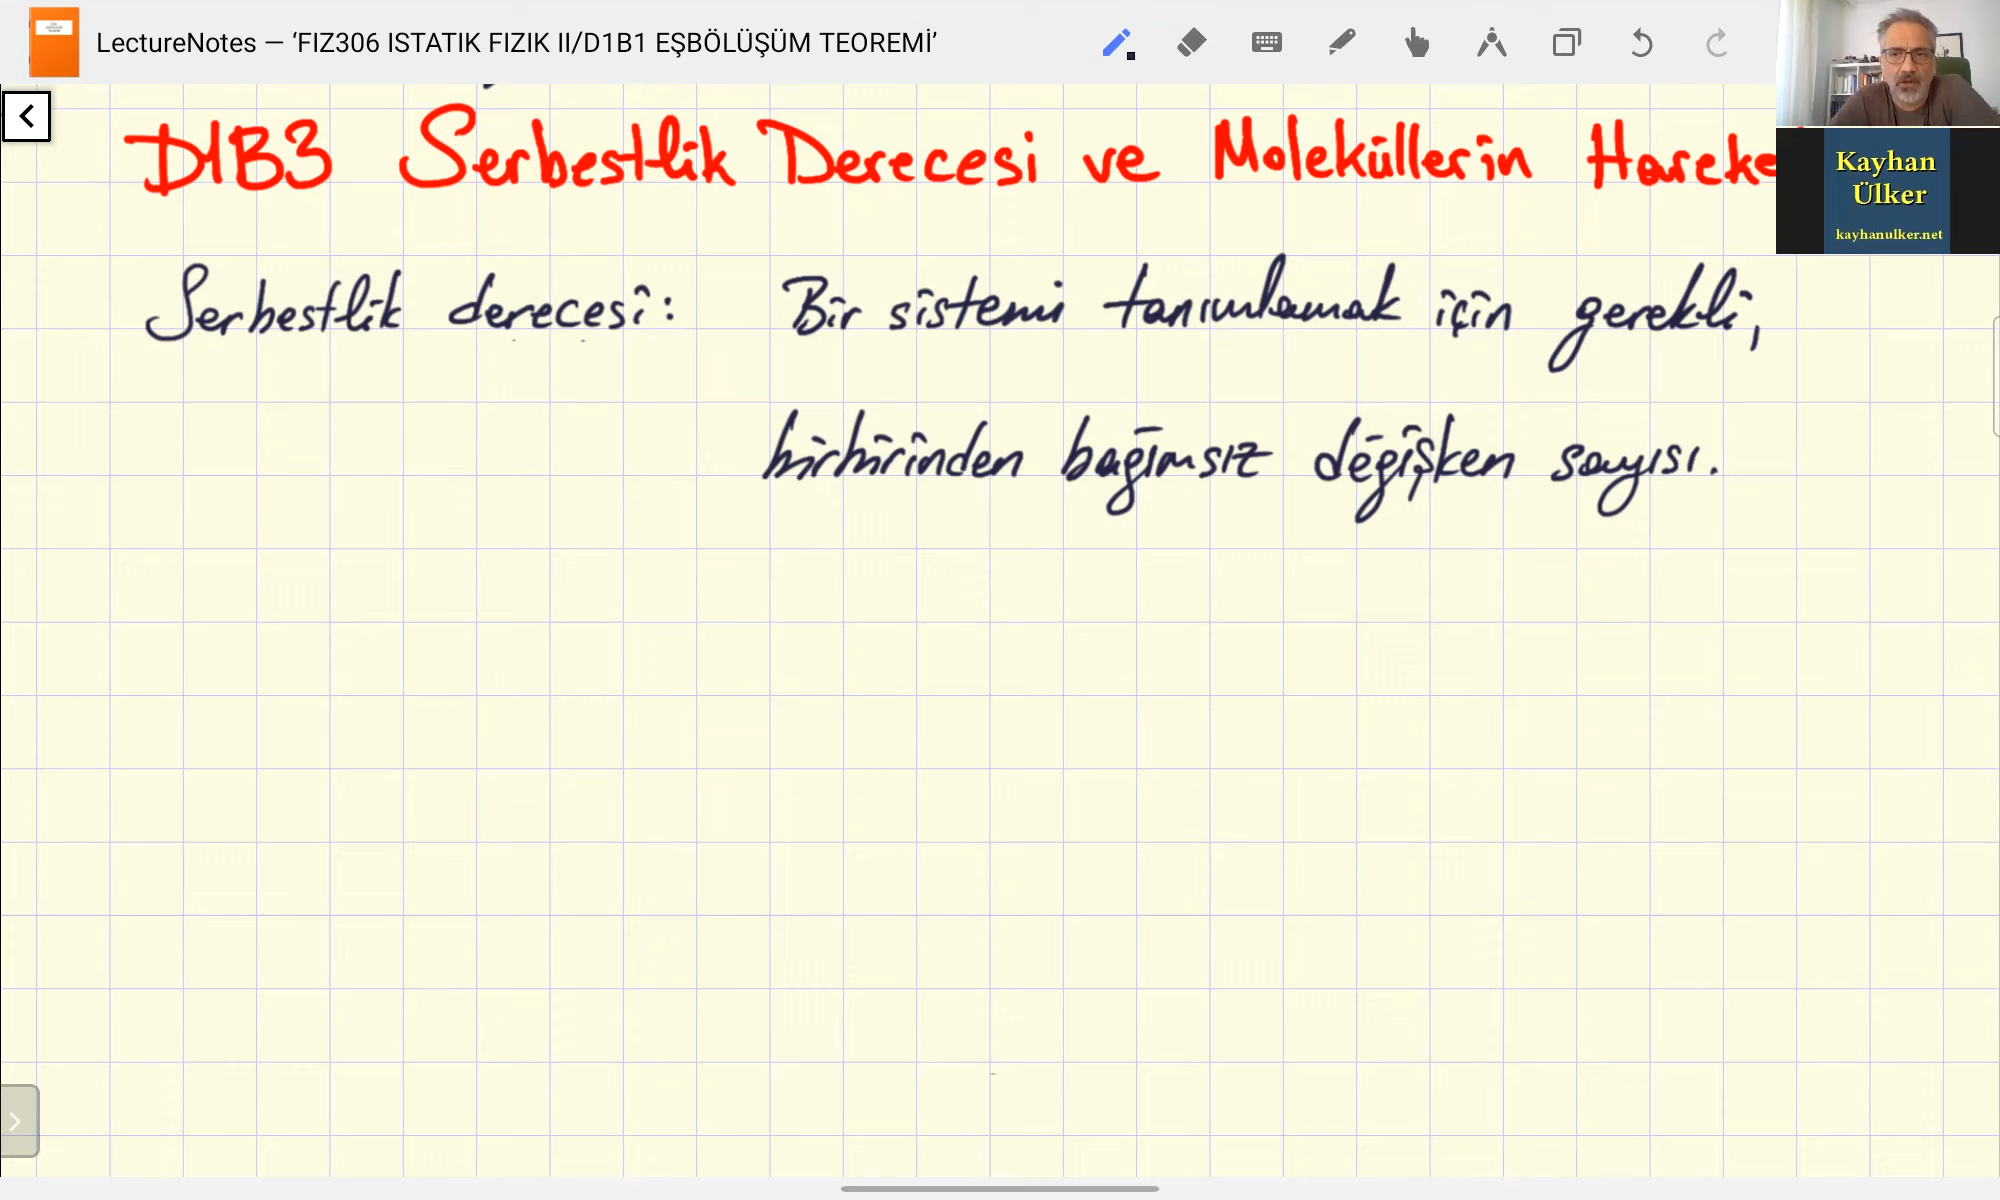 LectureNotes — ‘FIZ306 ISTATIK FIZIK II/D1B1 EŞBÖLÜŞÜM TEOREMİ’
D1B3 Serbestlik Derecesi ve Moleküllerin Hareke
Kayhan
Ülker
kayhanulker.net
Serbestlik derecesi: Bir sistemi tanımlamak için gerekli,
birbirinden bağımsız değişken sayısı.